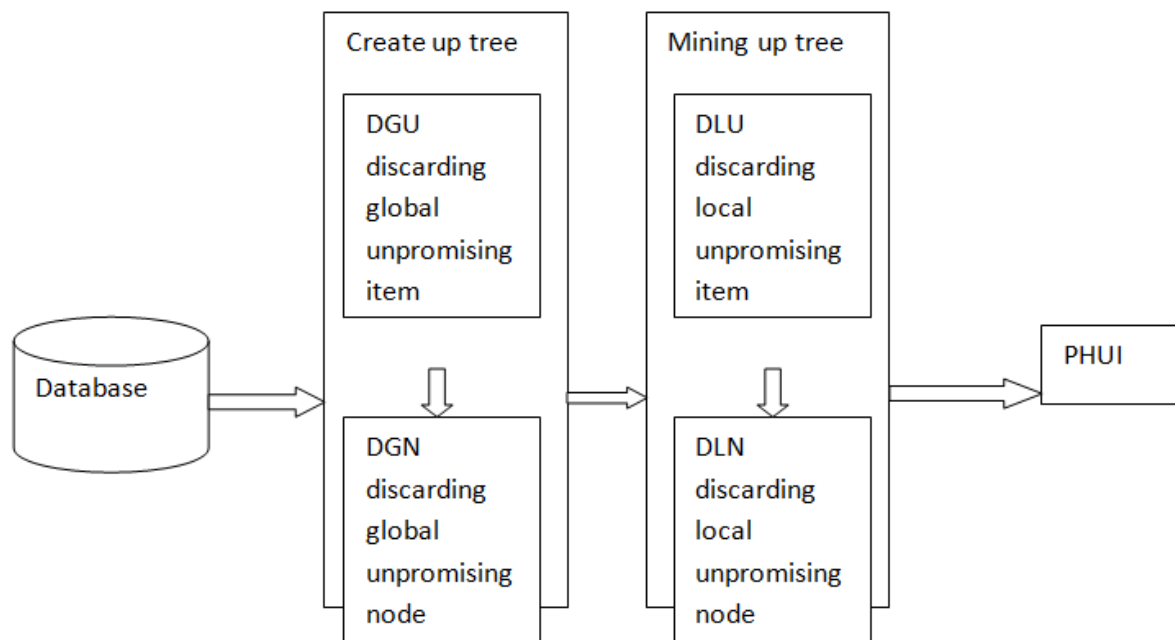 Database
Create up tree
DGU
discarding
global
unpromising
item
DGN
discarding
global
unpromising
node
Mining up tree
DLU
discarding
local
unpromising
item
DLN
discarding
local
unpromising
node
PHUI